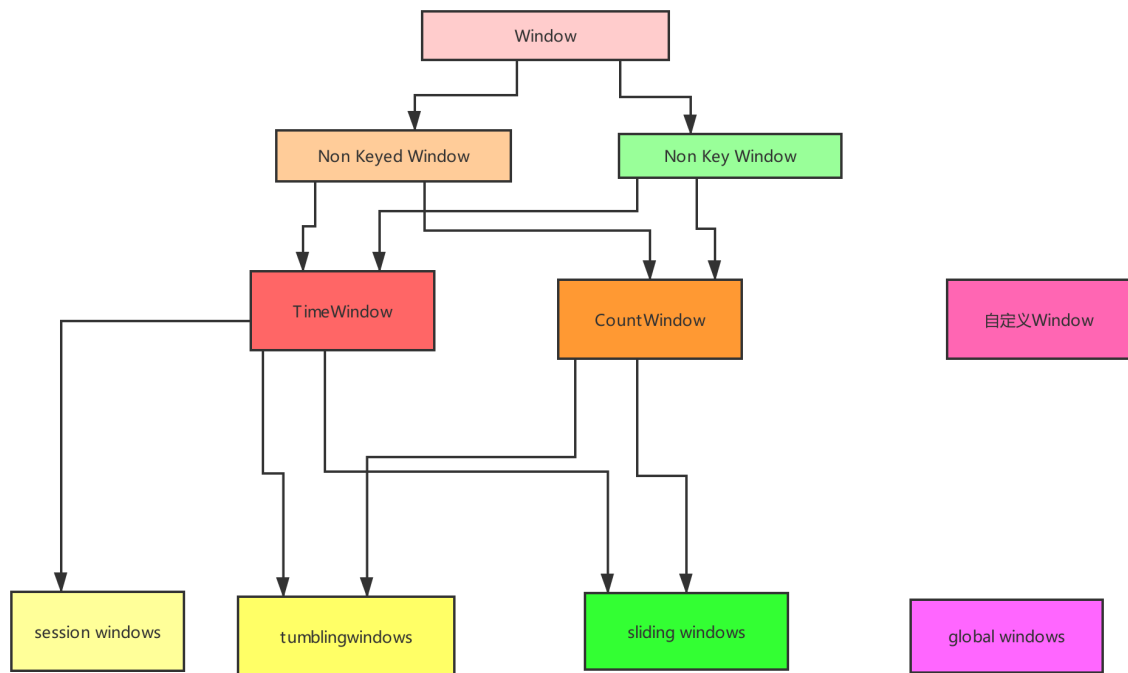 Window
Non Keyed Window
Non Key Window
TimeWindow
CountWindow
自定义Window
session windows
tumblingwindows
sliding windows
global windows